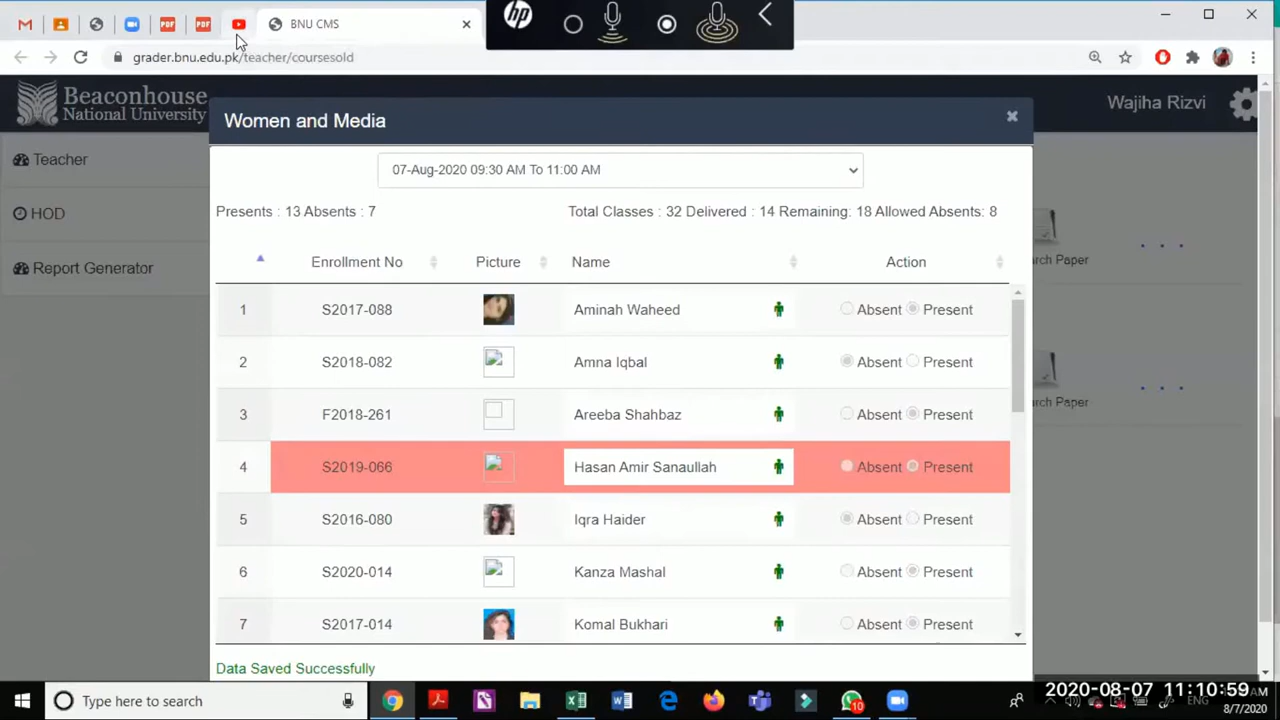 BNU CMS
hp
grader.bnu.edu.pk/teacher/coursesold
Beaconhouse
National University
Wajiha Rizvi
Women and Media
Teacher
HOD
Report Generator
07-Aug-2020 09:30 AM To 11:00 AM
Presents : 13 Absents : 7
Total Classes : 32 Delivered : 14 Remaining: 18 Allowed Absents: 8
Enrollment No Picture Name Action
1 S2017-088 Aminah Waheed Absent Present
2 S2018-082 Amna Iqbal Absent Present
3 F2018-261 Areeba Shahbaz Absent Present
4 S2019-066 Hasan Amir Sanaullah Absent Present
5 S2016-080 Iqra Haider Absent Present
6 S2020-014 Kanza Mashal Absent Present
7 S2017-014 Komal Bukhari Absent Present
arch Paper
arch Paper
Data Saved Successfully
Type here to search
10
ENG
2020-08-07 11:10:59 AM
8/7/2020